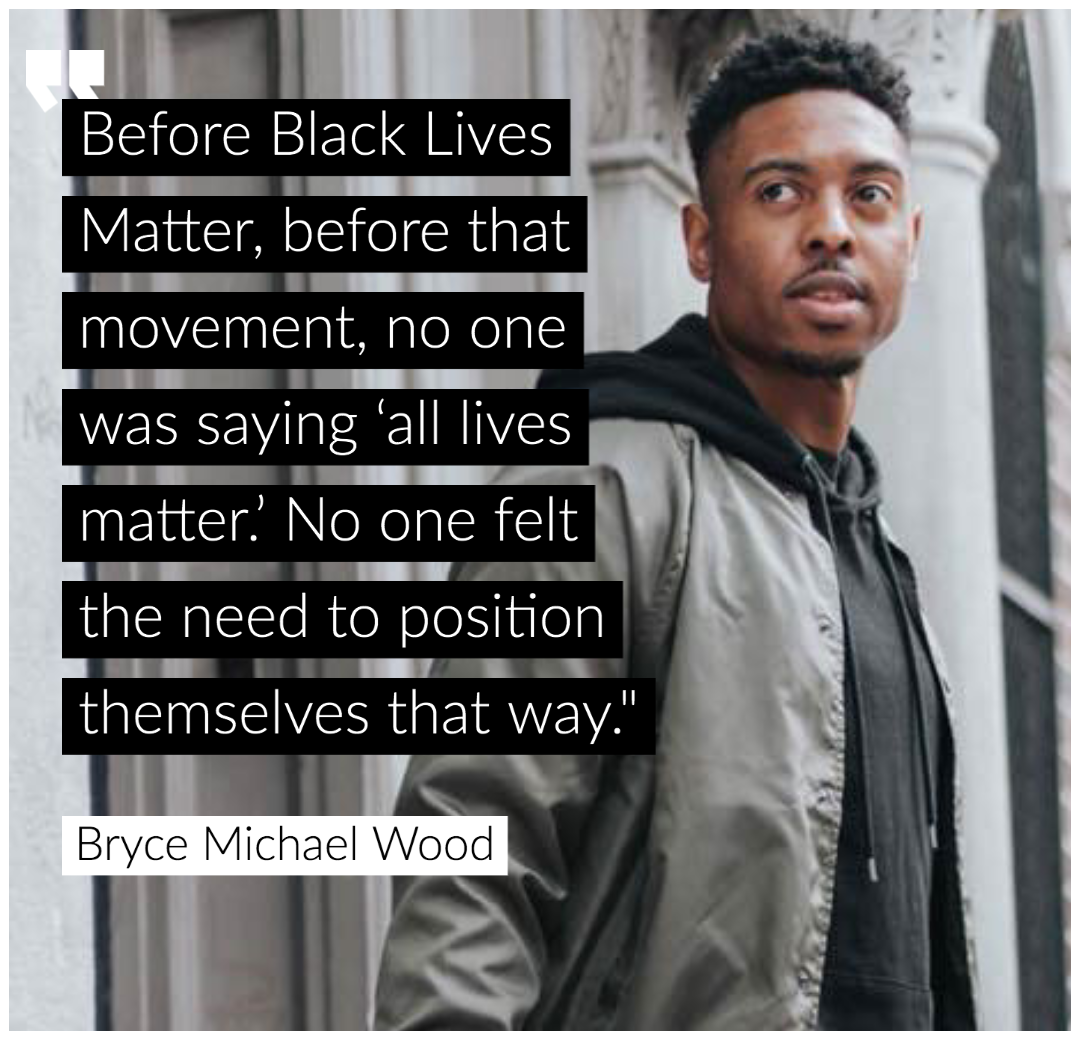 Before Black Lives
Matter, before that
movement, no one
was saying ‘all lives
matter.’ No one felt
the need to position
themselves that way."
Bryce Michael Wood